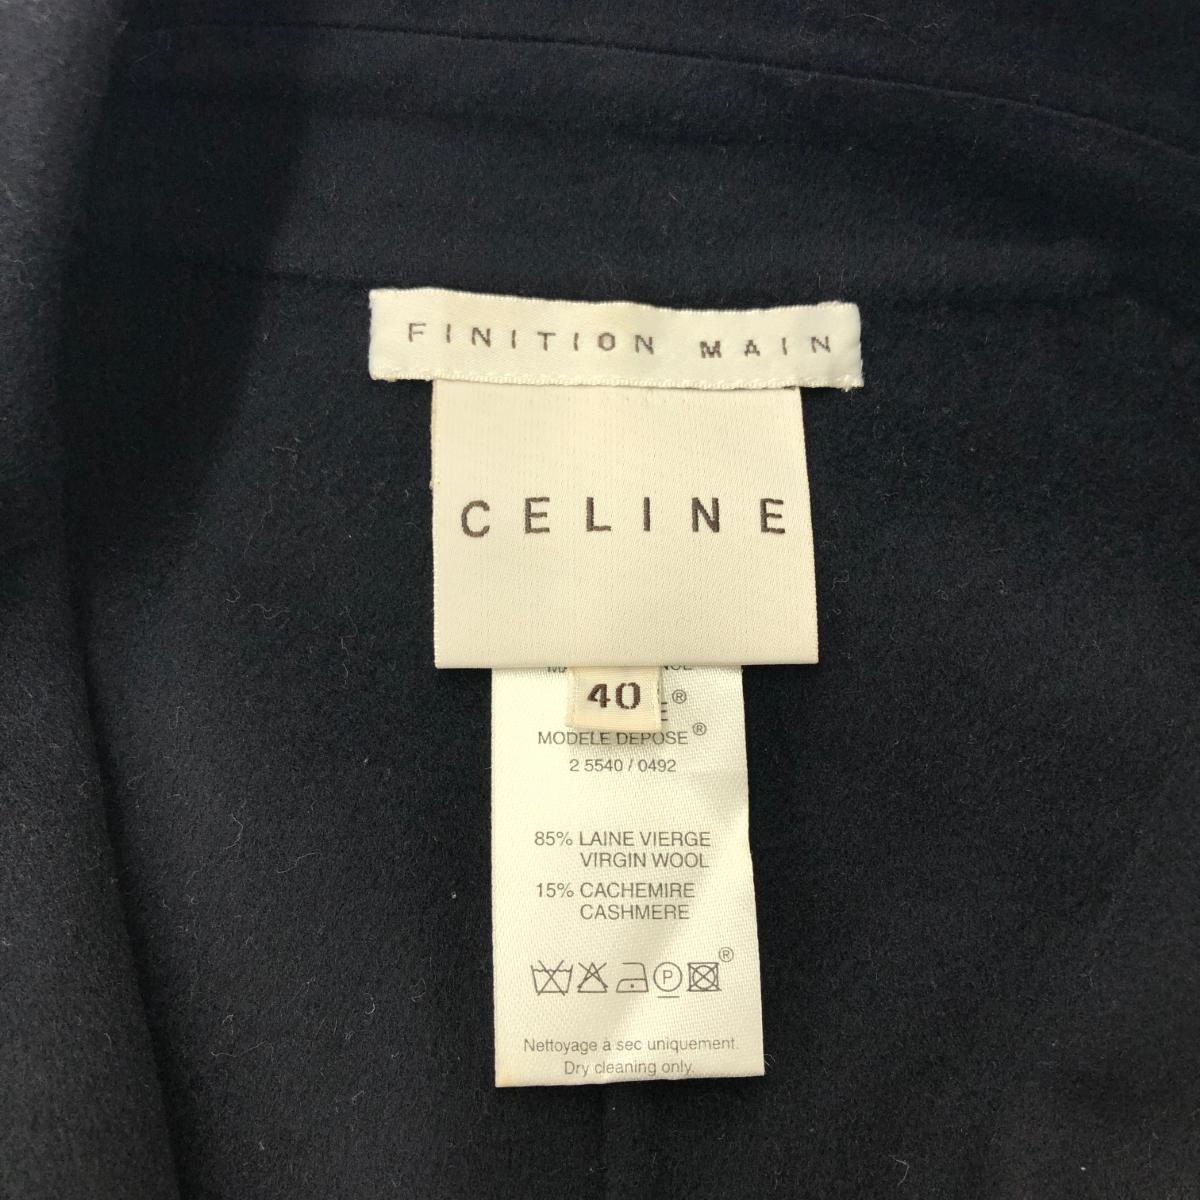 FINITION MAIN
CELINE
40
MODELE DEPOSE®
2 5540 / 0492
85% LAINE VIERGE
VIRGIN WOOL
15% CACHEMIRE
CASHMERE
P
®
Nettoyage à sec uniquement.
Dry cleaning only.